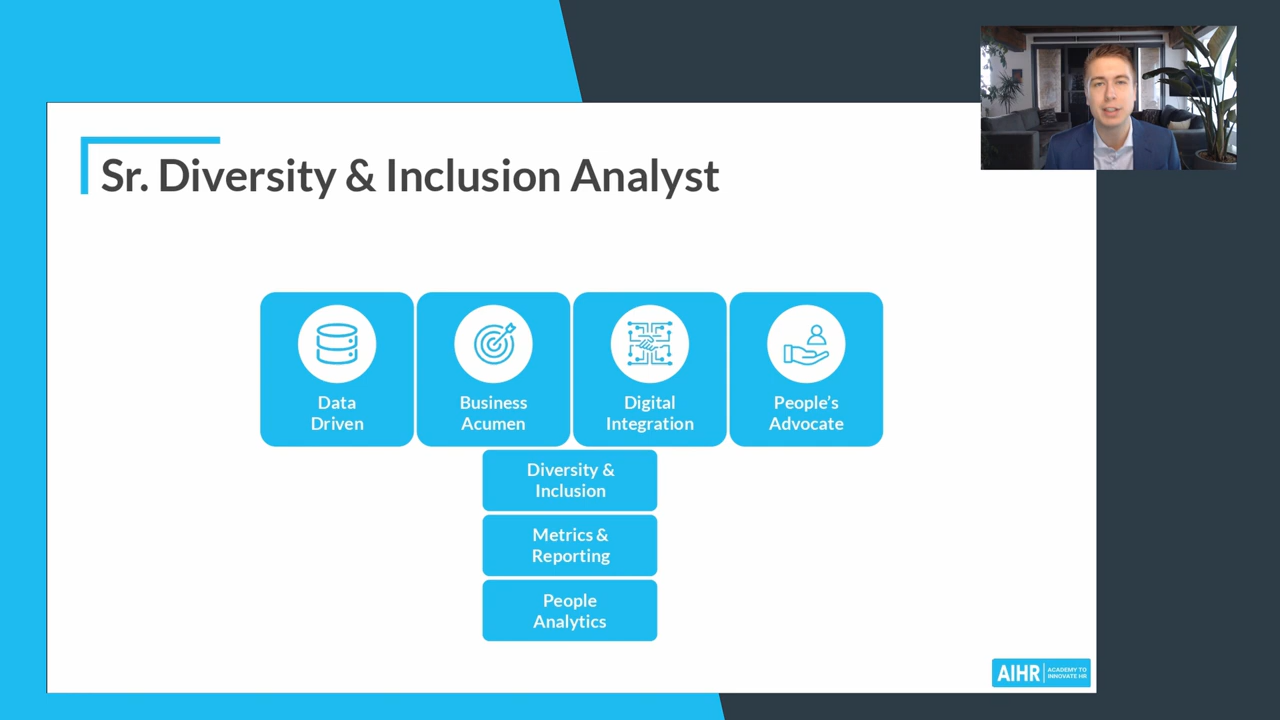 Sr. Diversity & Inclusion Analyst
Data
Driven
Business
Acumen
Digital
Integration
People’s
Advocate
Diversity &
Inclusion
Metrics &
Reporting
People
Analytics
AIHR
ACADEMY TO
INNOVATE HR